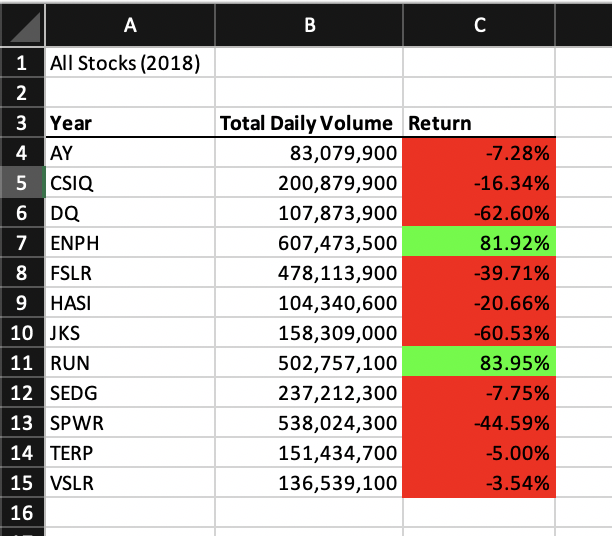 A B C
1 All Stocks (2018)
2
3 Year Total Daily Volume Return
4 AY 83,079,900 -7.28%
5 CSIQ 200,879,900 -16.34%
6 DQ 107,873,900 -62.60%
7 ENPH 607,473,500 81.92%
8 FSLR 478,113,900 -39.71%
9 HASI 104,340,600 -20.66%
10 JKS 158,309,000 -60.53%
11 RUN 502,757,100 83.95%
12 SEDG 237,212,300 -7.75%
13 SPWR 538,024,300 -44.59%
14 TERP 151,434,700 -5.00%
15 VSLR 136,539,100 -3.54%
16